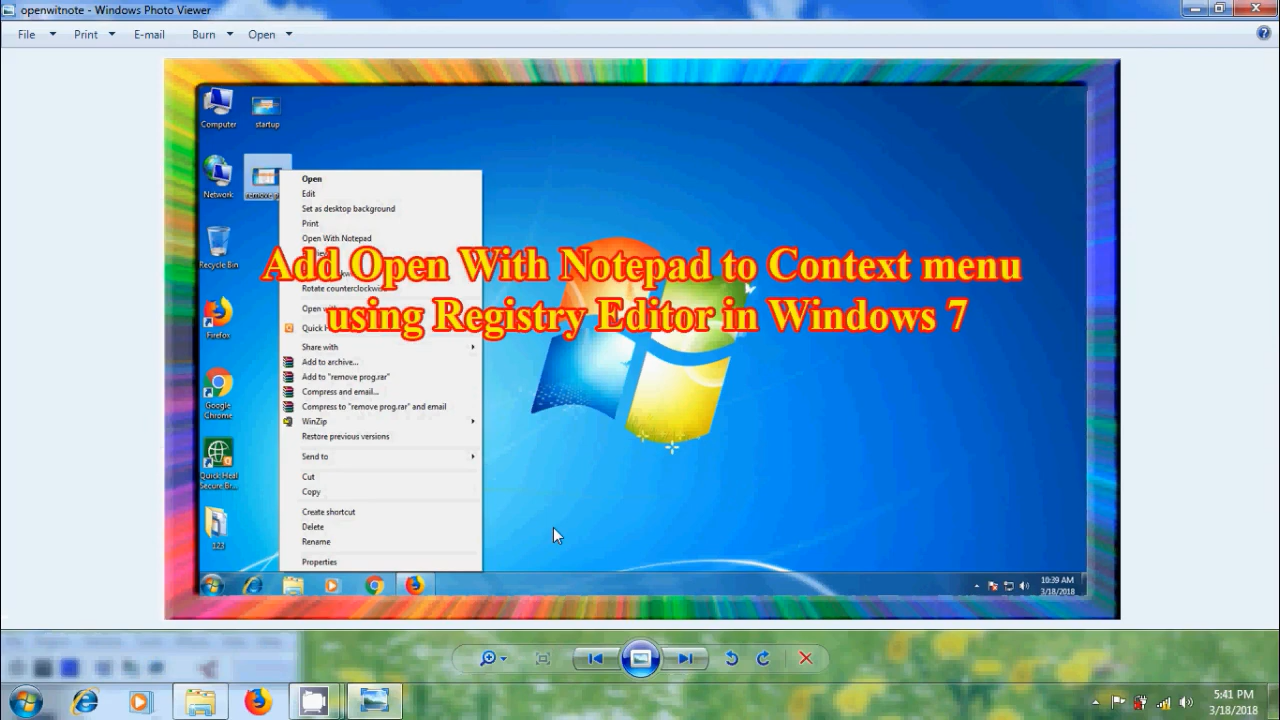 openwitnote - Windows Photo Viewer
File Print E-mail Burn Open
Computer
startup
Network
Recycle Bin
Firefox
Google
Chrome
Quick Heal
Secure Br...
123
Open
Edit
Set as desktop background
Print
Open With Notepad
Add Open With Notepad to Context menu
Rotate counterclockwise
using Registry Editor in Windows 7
Share with
Add to archive...
Add to "remove prog.rar"
Compress and email...
Compress to "remove prog.rar" and email
WinZip
Restore previous versions
Send to
Cut
Copy
Create shortcut
Delete
Rename
Properties
10:39 AM
3/18/2018
5:41 PM
3/18/2018